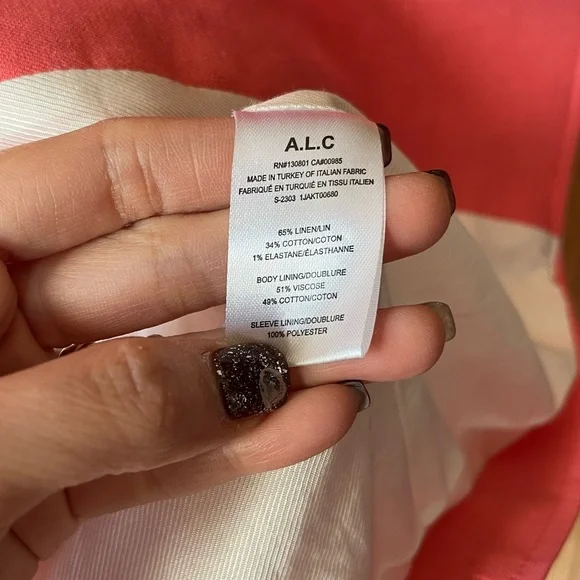 A.L.C
RN#130801 CA#00985
MADE IN TURKEY OF ITALIAN FABRIC
FABRIQUÉ EN TURQUIE EN TISSU ITALIEN
S-2303 1JAKT00680
65% LINEN/LIN
34% COTTON/COTON
1% ELASTANE/ÉLASTHANNE
BODY LINING/DOUBLURE
51% VISCOSE
49% COTTON/COTON
SLEEVE LINING/DOUBLURE
100% POLYESTER